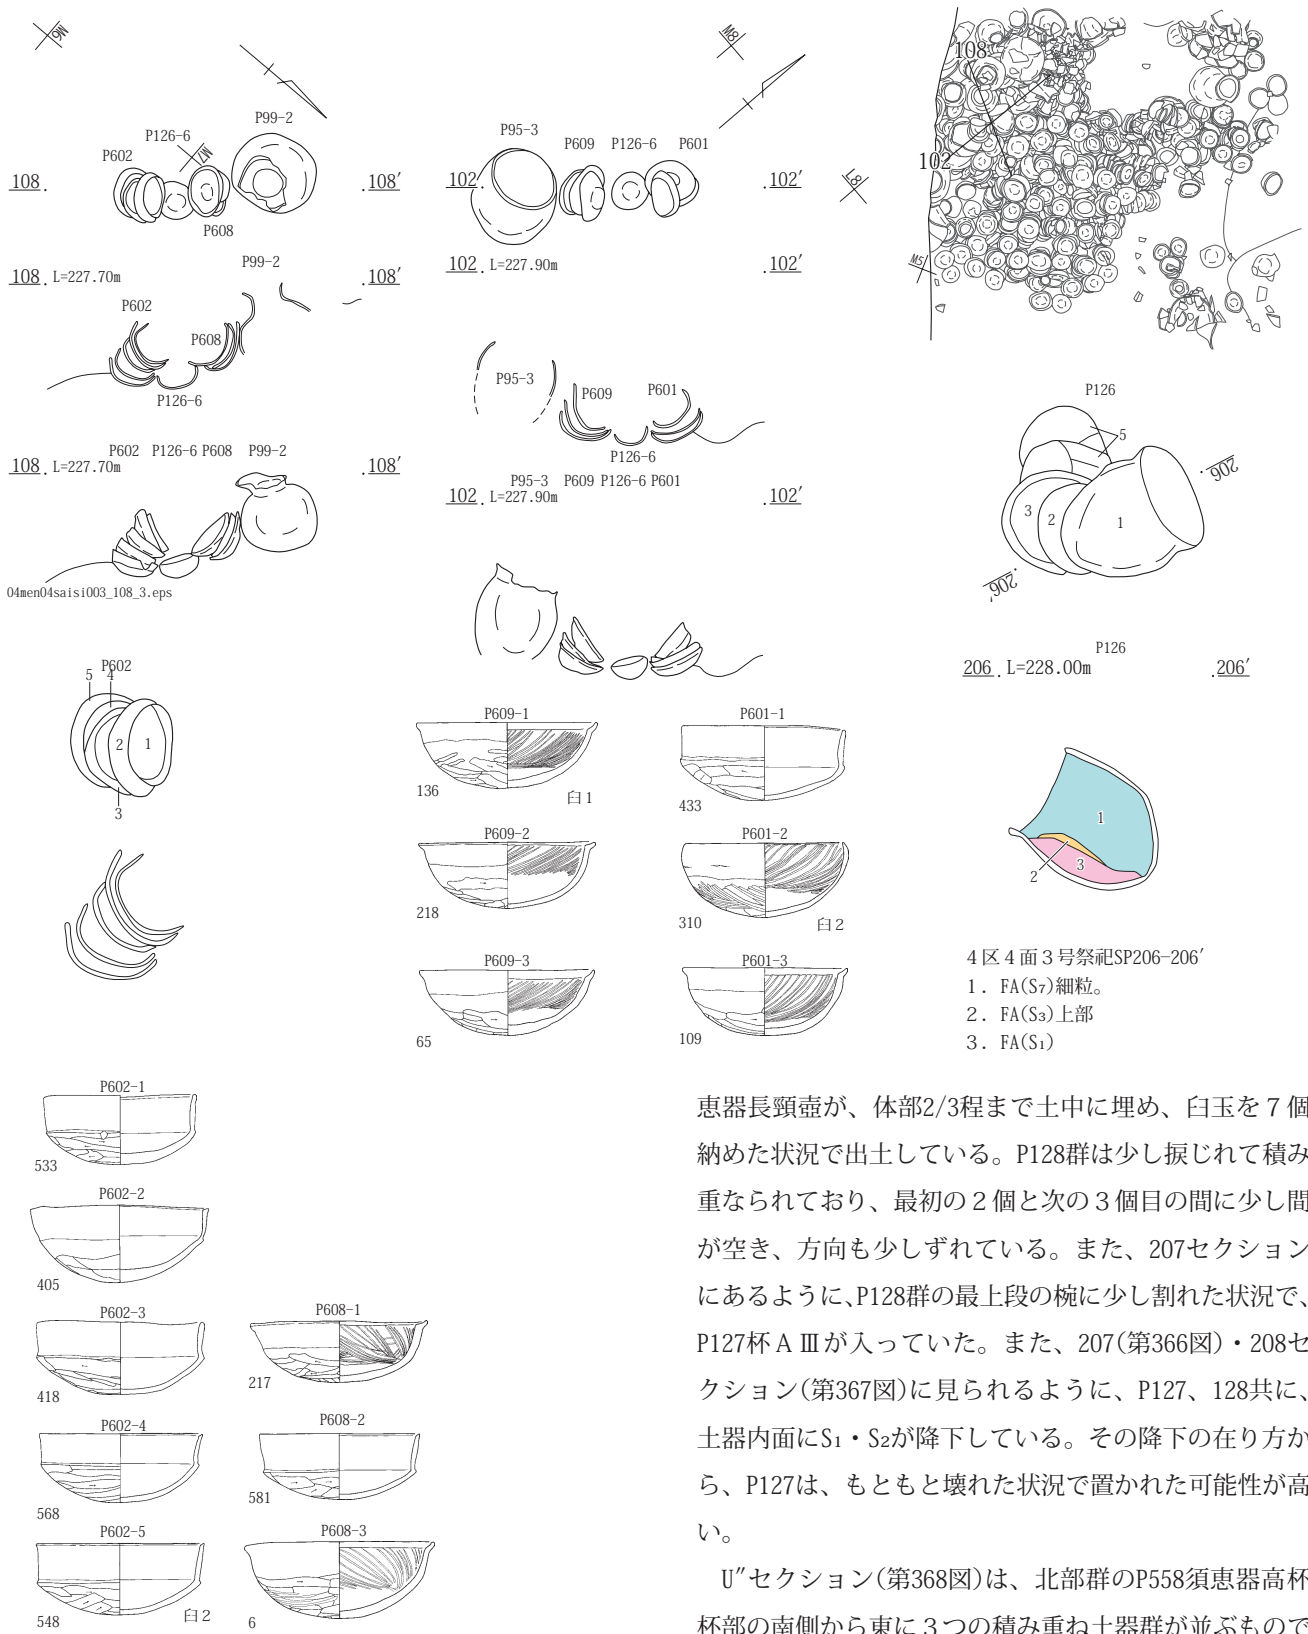 M6
P99-2
P126-6
M7
P602
108.
.108′
P608
108. L=227.70m
P99-2
.108′
P602
P608
P126-6
P602 P126-6 P608 P99-2
108. L=227.70m
.108′
04men04saisi003_108_3.eps
M8
P95-3
P609 P126-6 P601
102.
.102′
102. L=227.90m
.102′
P95-3
P609
P601
P126-6
P95-3 P609 P126-6 P601
102. L=227.90m
.102′
L8
108
102
M5
P126
5
3
2
1
.206
.206′
P126
206. L=228.00m
.206′
1
2
3
4区4面3号祭祀SP206-206′
1. FA(S₇)細粒。
2. FA(S₃)上部
3. FA(S₁)
P602
5
4
2
1
3
P609-1
136
臼1
P609-2
218
P609-3
65
P601-1
433
P601-2
310
臼2
P601-3
109
P602-1
533
P602-2
405
P602-3
418
P602-4
568
P602-5
548
臼2
P608-1
217
P608-2
581
P608-3
6
恵器長頸壺が、体部2/3程まで土中に埋め、臼玉を7個
納めた状況で出土している。P128群は少し捩じれて積み
重なられており、最初の2個と次の3個目の間に少し間
が空き、方向も少しずれている。また、207セクション
にあるように、P128群の最上段の椀に少し割れた状況で、
P127杯AⅢが入っていた。また、207(第366図)・208セ
クション(第367図)に見られるように、P127、128共に、
土器内面にS₁・S₂が降下している。その降下の在り方か
ら、P127は、もともと壊れた状況で置かれた可能性が高
い。
U″セクション(第368図)は、北部群のP558須恵器高杯
杯部の南側から東に3つの積み重ね土器群が並ぶもので